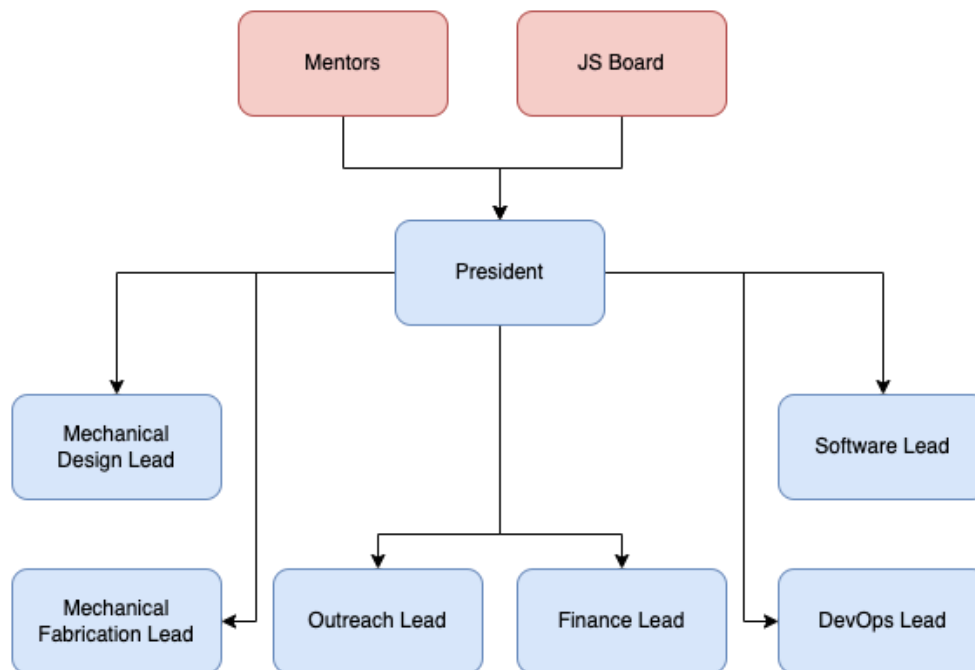 Mentors
JS Board
President
Mechanical
Design Lead
Software Lead
Mechanical
Fabrication Lead
Outreach Lead
Finance Lead
DevOps Lead